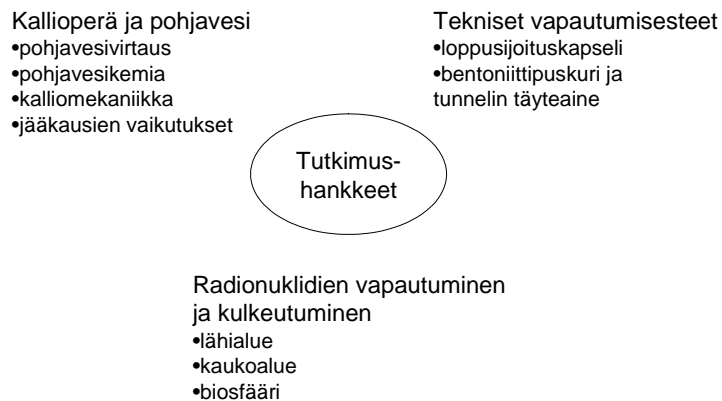 Kallioperä ja pohjavesi
•pohjavesivirtaus
•pohjavesikemia
•kalliomekaniikka
•jääkausien vaikutukset
Tekniset vapautumisesteet
•loppusijoituskapseli
•bentoniittipuskuri ja
tunnelin täyteaine
Tutkimus-
hankkeet
Radionuklidien vapautuminen
ja kulkeutuminen
•lähialue
•kaukoalue
•biosfääri